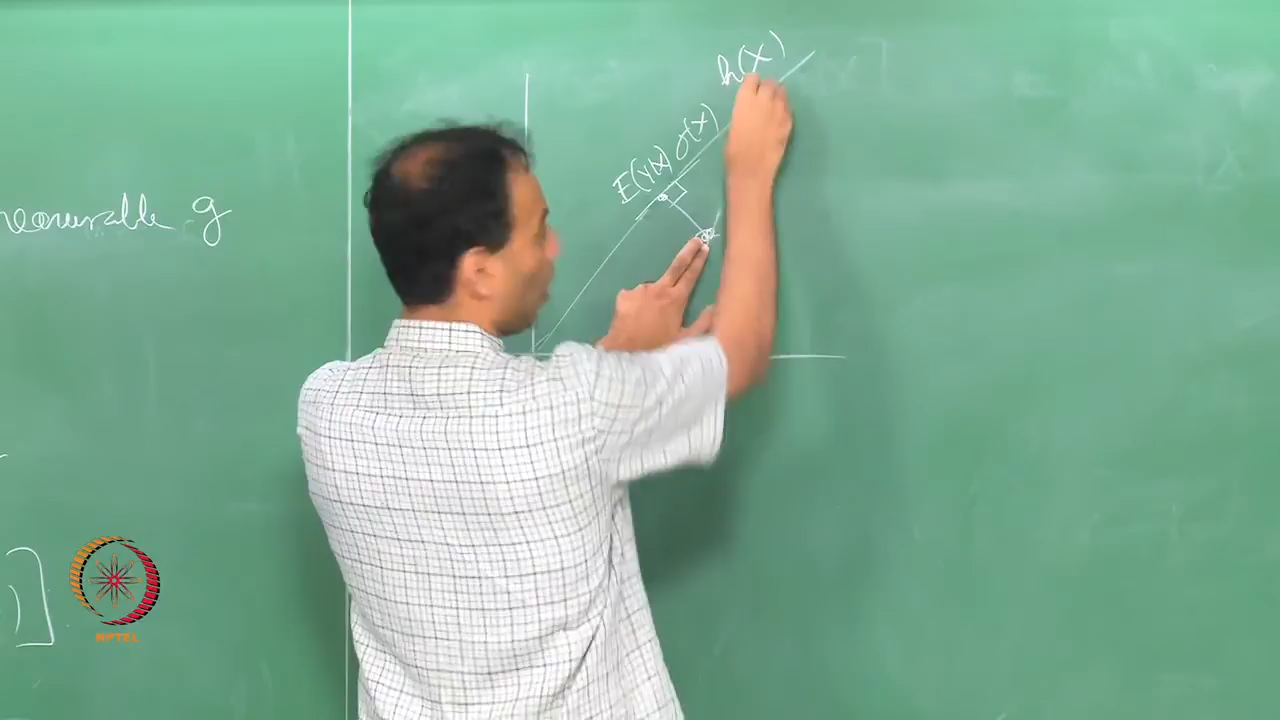 measurable g
h(X)
E(Y|X) σ(X)
]
NPTEL